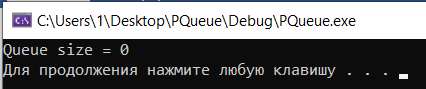 C:\Users\1\Desktop\PQueue\Debug\PQueue.exe
Queue size = 0
Для продолжения нажмите любую клавишу . . .